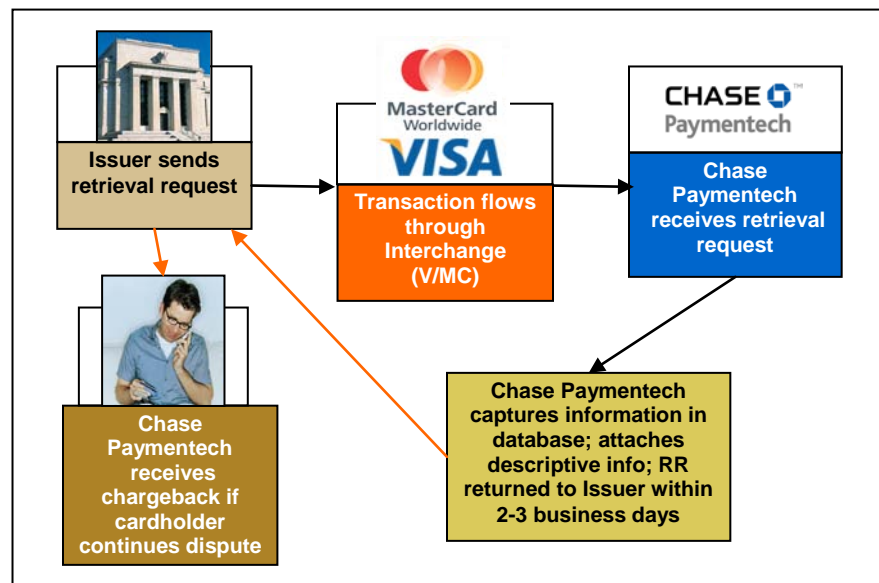 Issuer sends
retrieval request
MasterCard
Worldwide
VISA
Transaction flows
through
Interchange
(V/MC)
CHASE ™
Paymentech
Chase
Paymentech
receives retrieval
request
Chase Paymentech
captures information in
database; attaches
descriptive info; RR
returned to Issuer within
2-3 business days
Chase
Paymentech
receives
chargeback if
cardholder
continues dispute